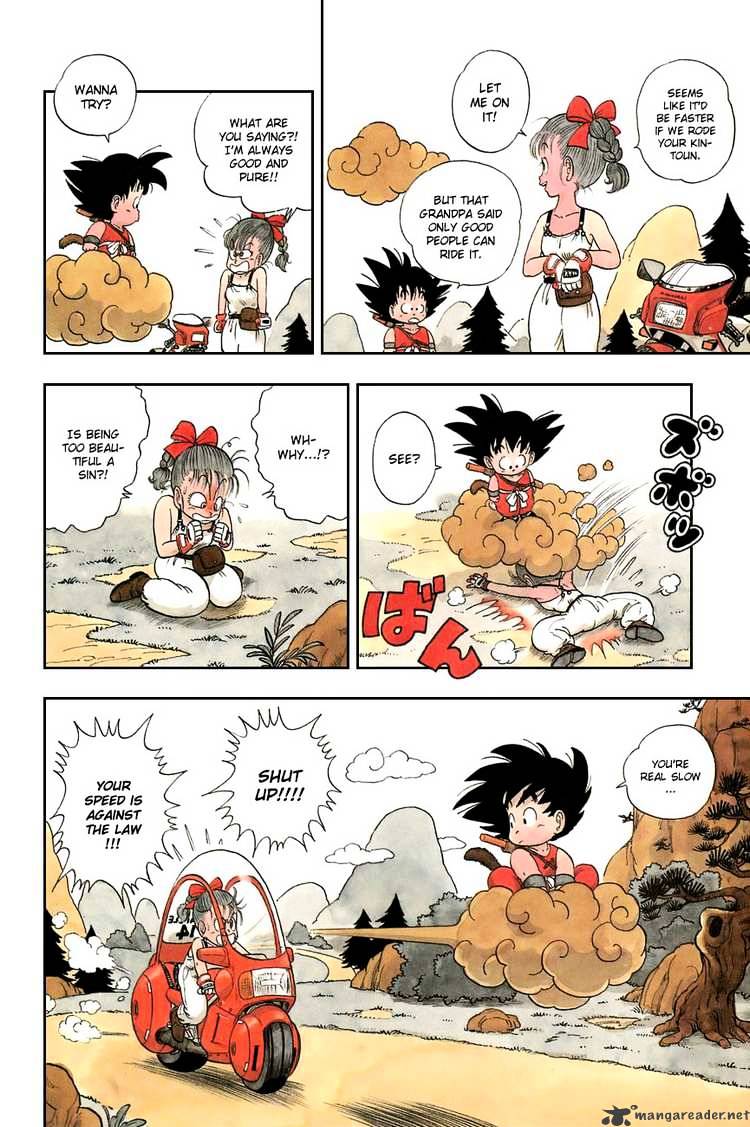 SEEMS
LIKE IT'D
BE FASTER
IF WE RODE
YOUR KIN-
TOUN.
LET
ME ON
IT!
BUT THAT
GRANDPA SAID
ONLY GOOD
PEOPLE CAN
RIDE IT.
WHAT ARE
YOU SAYING?!
I'M ALWAYS
GOOD AND
PURE!!
WANNA
TRY?
ズボッ
ばん
SEE?
WH-
WHY...!?
IS BEING
TOO BEAU-
TIFUL A
SIN?!
YOU'RE
REAL SLOW
...
SHUT
UP!!!!
YOUR
SPEED IS
AGAINST
THE LAW
!!!
mangareader.net